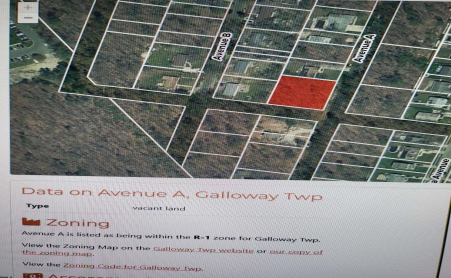 +
−
Avenue B
Avenue A
Avenue
Data on Avenue A, Galloway Twp
Type vacant land
Zoning
Avenue A is listed as being within the R-1 zone for Galloway Twp.
View the Zoning Map on the Galloway Twp website or our copy of
the zoning map.
View the Zoning Code for Galloway Twp.